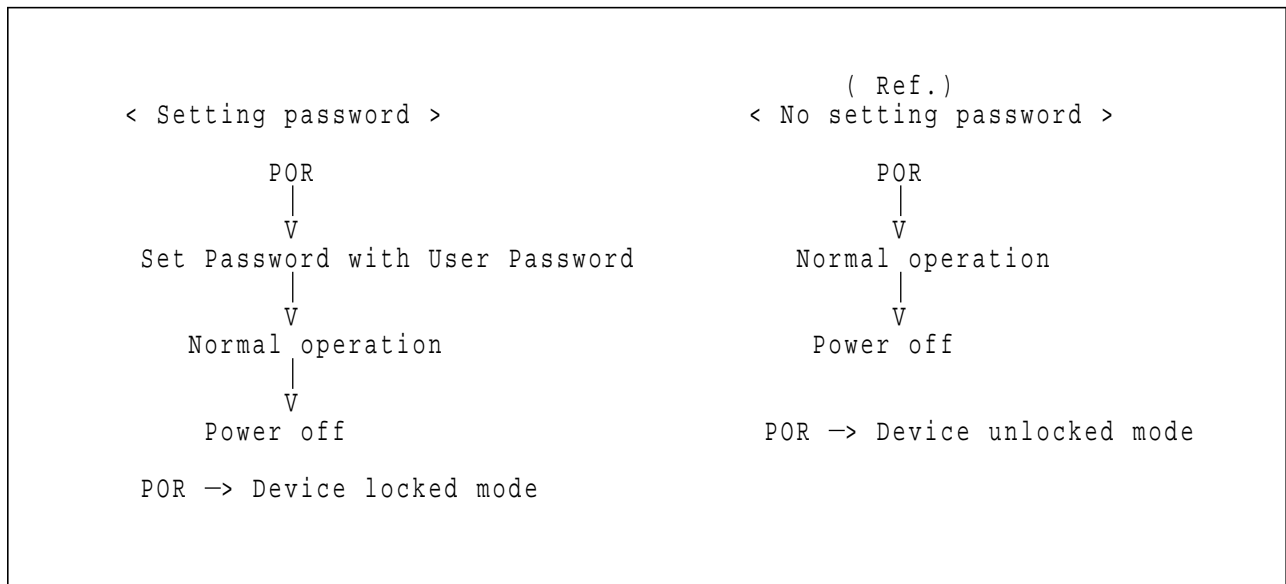 < Setting password >
POR
V
Set Password with User Password
V
Normal operation
V
Power off
POR —> Device locked mode
( Ref.)
< No setting password >
POR
V
Normal operation
V
Power off
POR —> Device unlocked mode